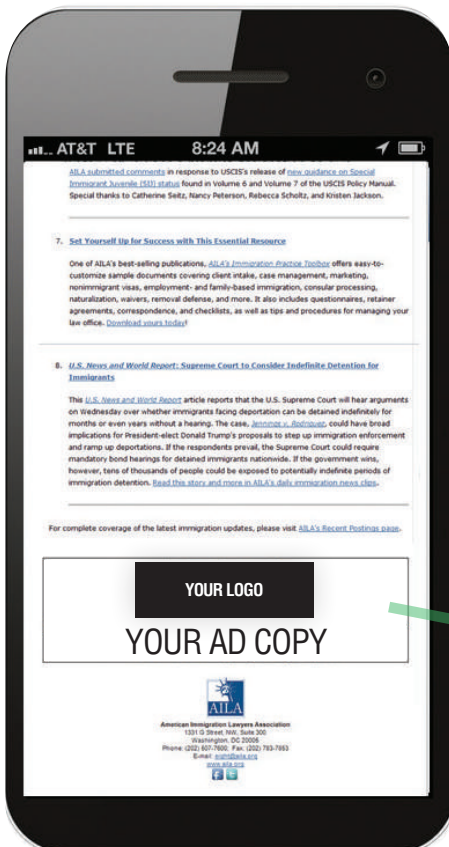 AT&T LTE 8:24 AM
AILA submitted comments in response to USCIS's release of new guidance on Special
Immigrant Juvenile (SIJ) status found in Volume 6 and Volume 7 of the USCIS Policy Manual.
Special thanks to Catherine Seitz, Nancy Peterson, Rebecca Scholtz, and Kristen Jackson.
7. Set Yourself Up for Success with This Essential Resource
One of AILA's best-selling publications, AILA's Immigration Practice Toolbox offers easy-to-
customize sample documents covering client intake, case management, marketing,
nonimmigrant visas, employment- and family-based immigration, consular processing,
naturalization, waivers, removal defense, and more. It also includes questionnaires, retainer
agreements, correspondence, and checklists, as well as tips and procedures for managing your
law office. Download yours today!
8. U.S. News and World Report: Supreme Court to Consider Indefinite Detention for
Immigrants
This U.S. News and World Report article reports that the U.S. Supreme Court will hear arguments
on Wednesday over whether immigrants facing deportation can be detained indefinitely for
months or even years without a hearing. The case, Jennings v. Rodriguez, could have broad
implications for President-elect Donald Trump's proposals to step up immigration enforcement
and ramp up deportations. If the respondents prevail, the Supreme Court could require
mandatory bond hearings for detained immigrants nationwide. If the government wins,
however, tens of thousands of people could be exposed to potentially indefinite periods of
immigration detention. Read this story and more in AILA's daily immigration news clips.
For complete coverage of the latest immigration updates, please visit AILA's Recent Postings page.
YOUR LOGO
YOUR AD COPY
AILA
American Immigration Lawyers Association
1331 G Street, NW, Suite 300
Washington, DC 20005
Phone: (202) 507-7600, Fax: (202) 783-7853
E-mail:
www.aila.org